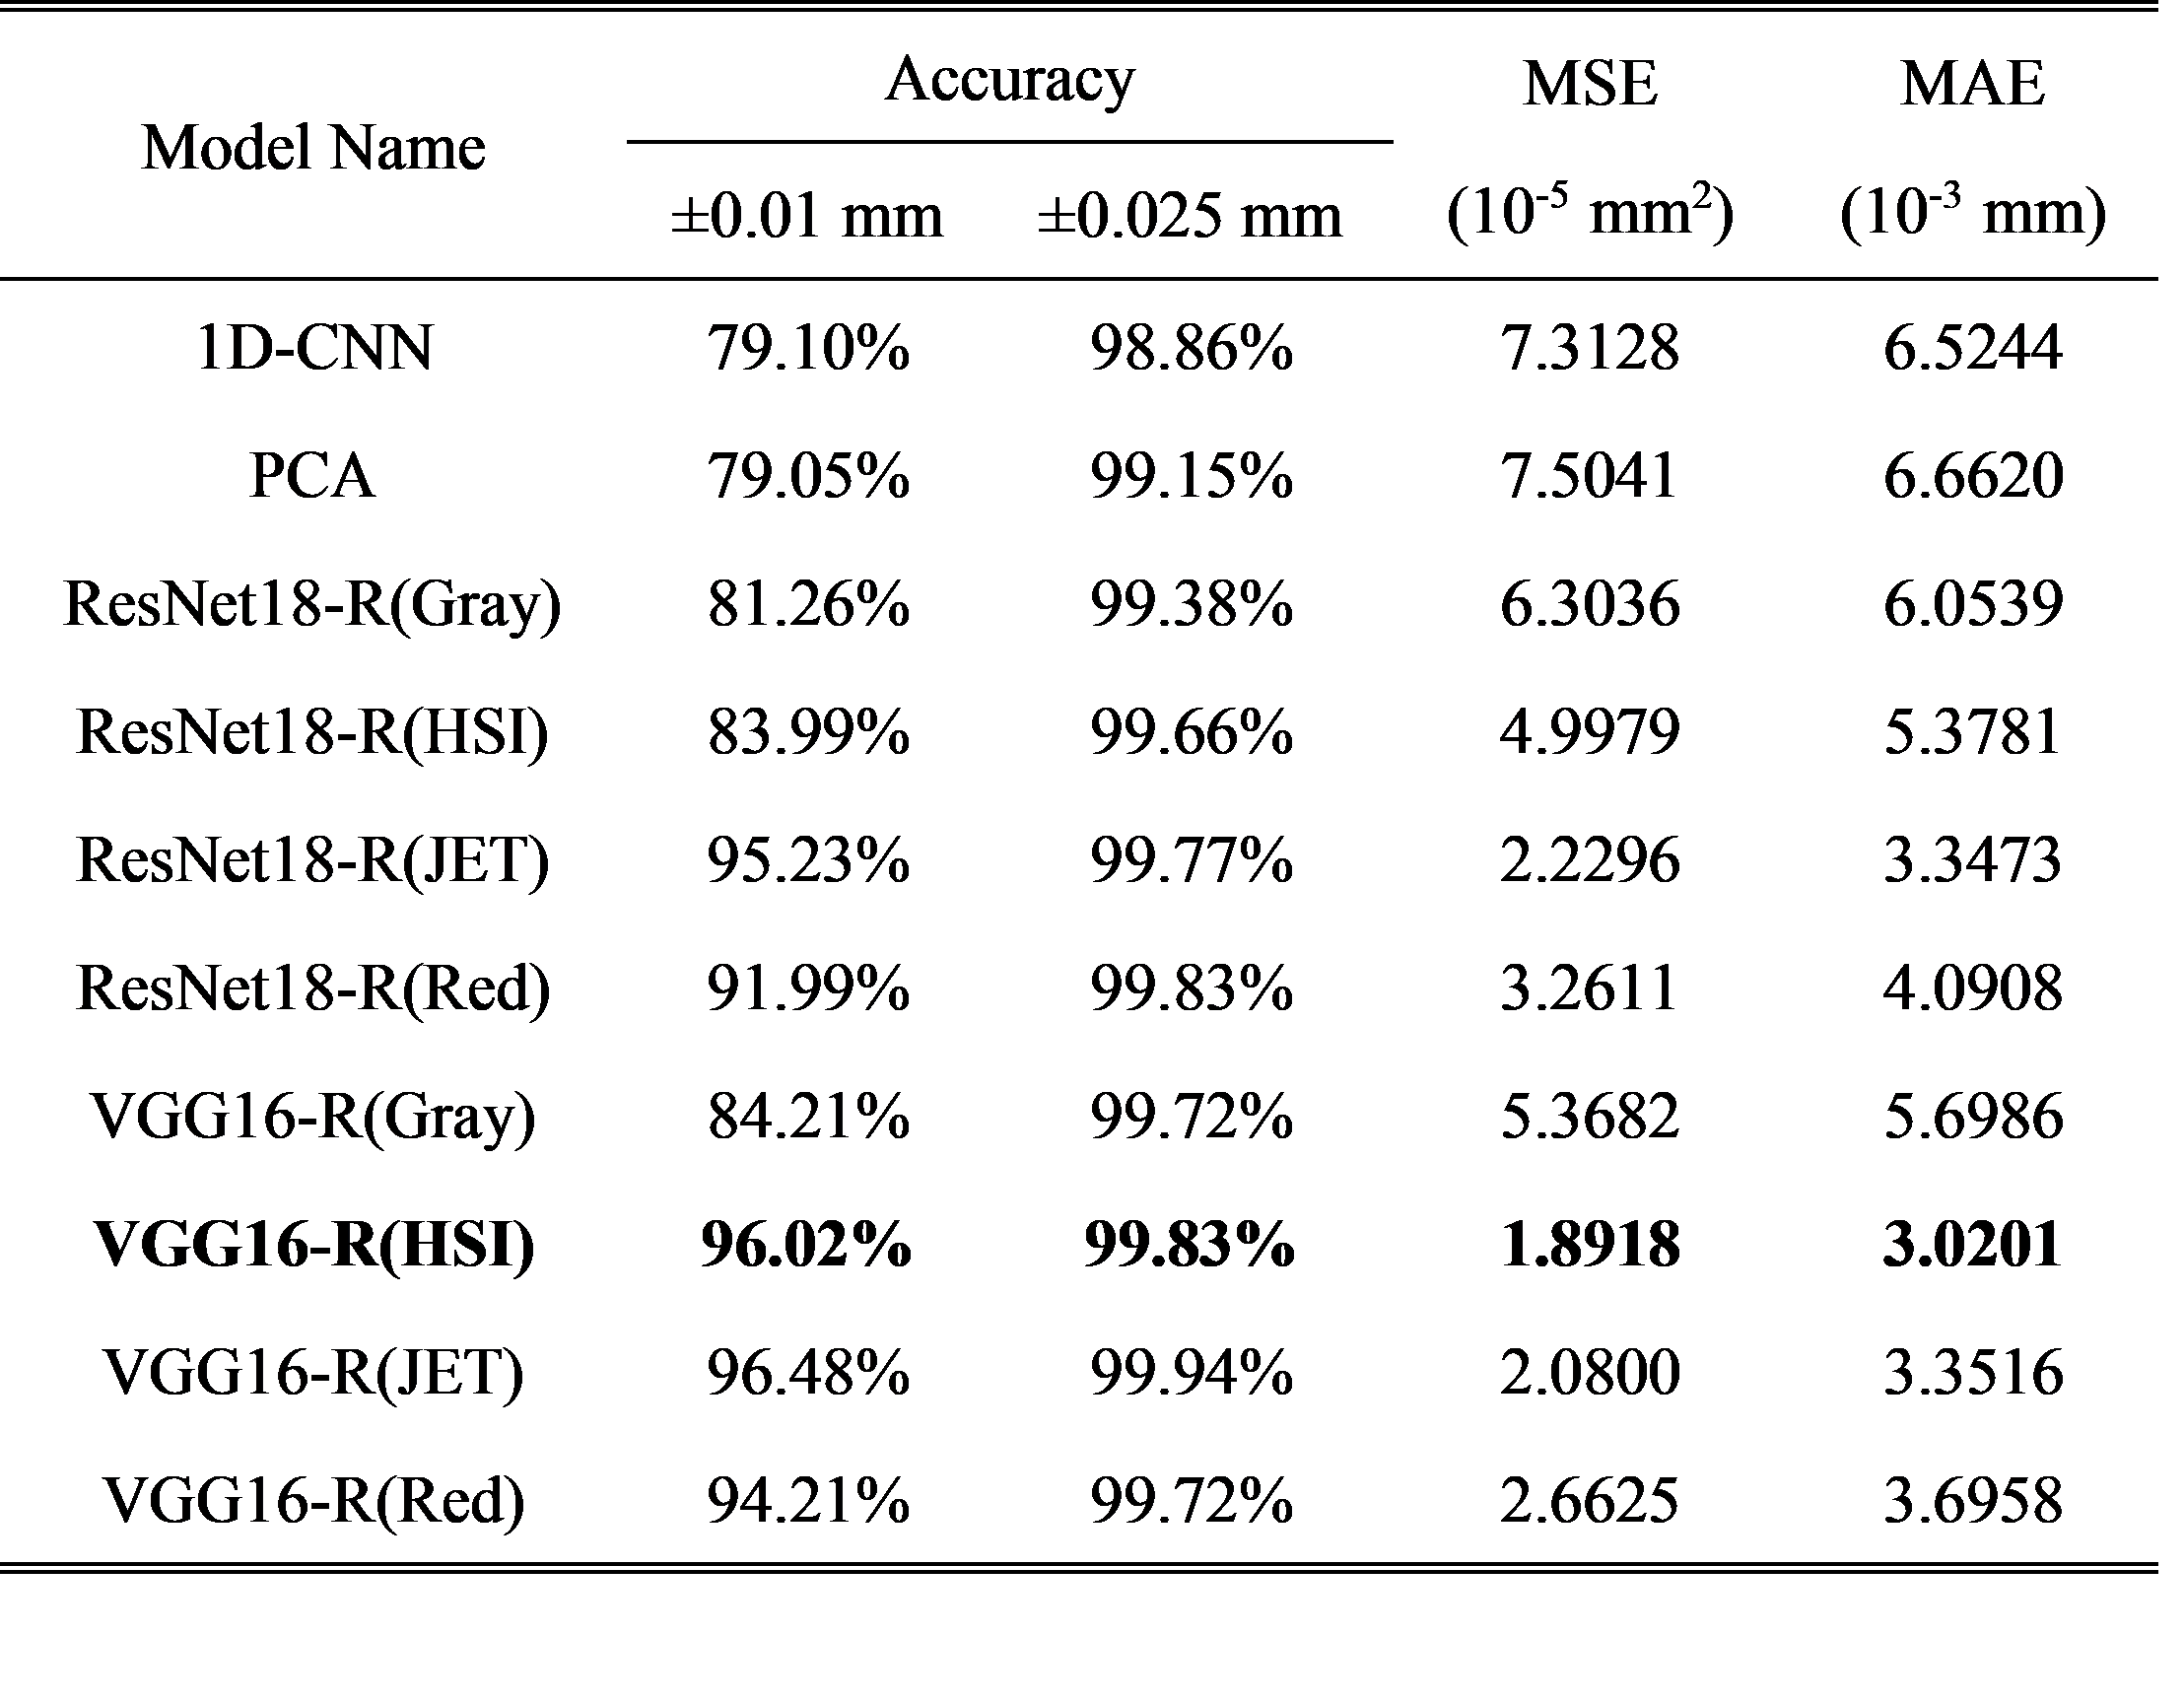 Accuracy MSE MAE
Model Name
±0.01 mm ±0.025 mm (10⁻⁵ mm²) (10⁻³ mm)
1D-CNN 79.10% 98.86% 7.3128 6.5244
PCA 79.05% 99.15% 7.5041 6.6620
ResNet18-R(Gray) 81.26% 99.38% 6.3036 6.0539
ResNet18-R(HSI) 83.99% 99.66% 4.9979 5.3781
ResNet18-R(JET) 95.23% 99.77% 2.2296 3.3473
ResNet18-R(Red) 91.99% 99.83% 3.2611 4.0908
VGG16-R(Gray) 84.21% 99.72% 5.3682 5.6986
VGG16-R(HSI) 96.02% 99.83% 1.8918 3.0201
VGG16-R(JET) 96.48% 99.94% 2.0800 3.3516
VGG16-R(Red) 94.21% 99.72% 2.6625 3.6958